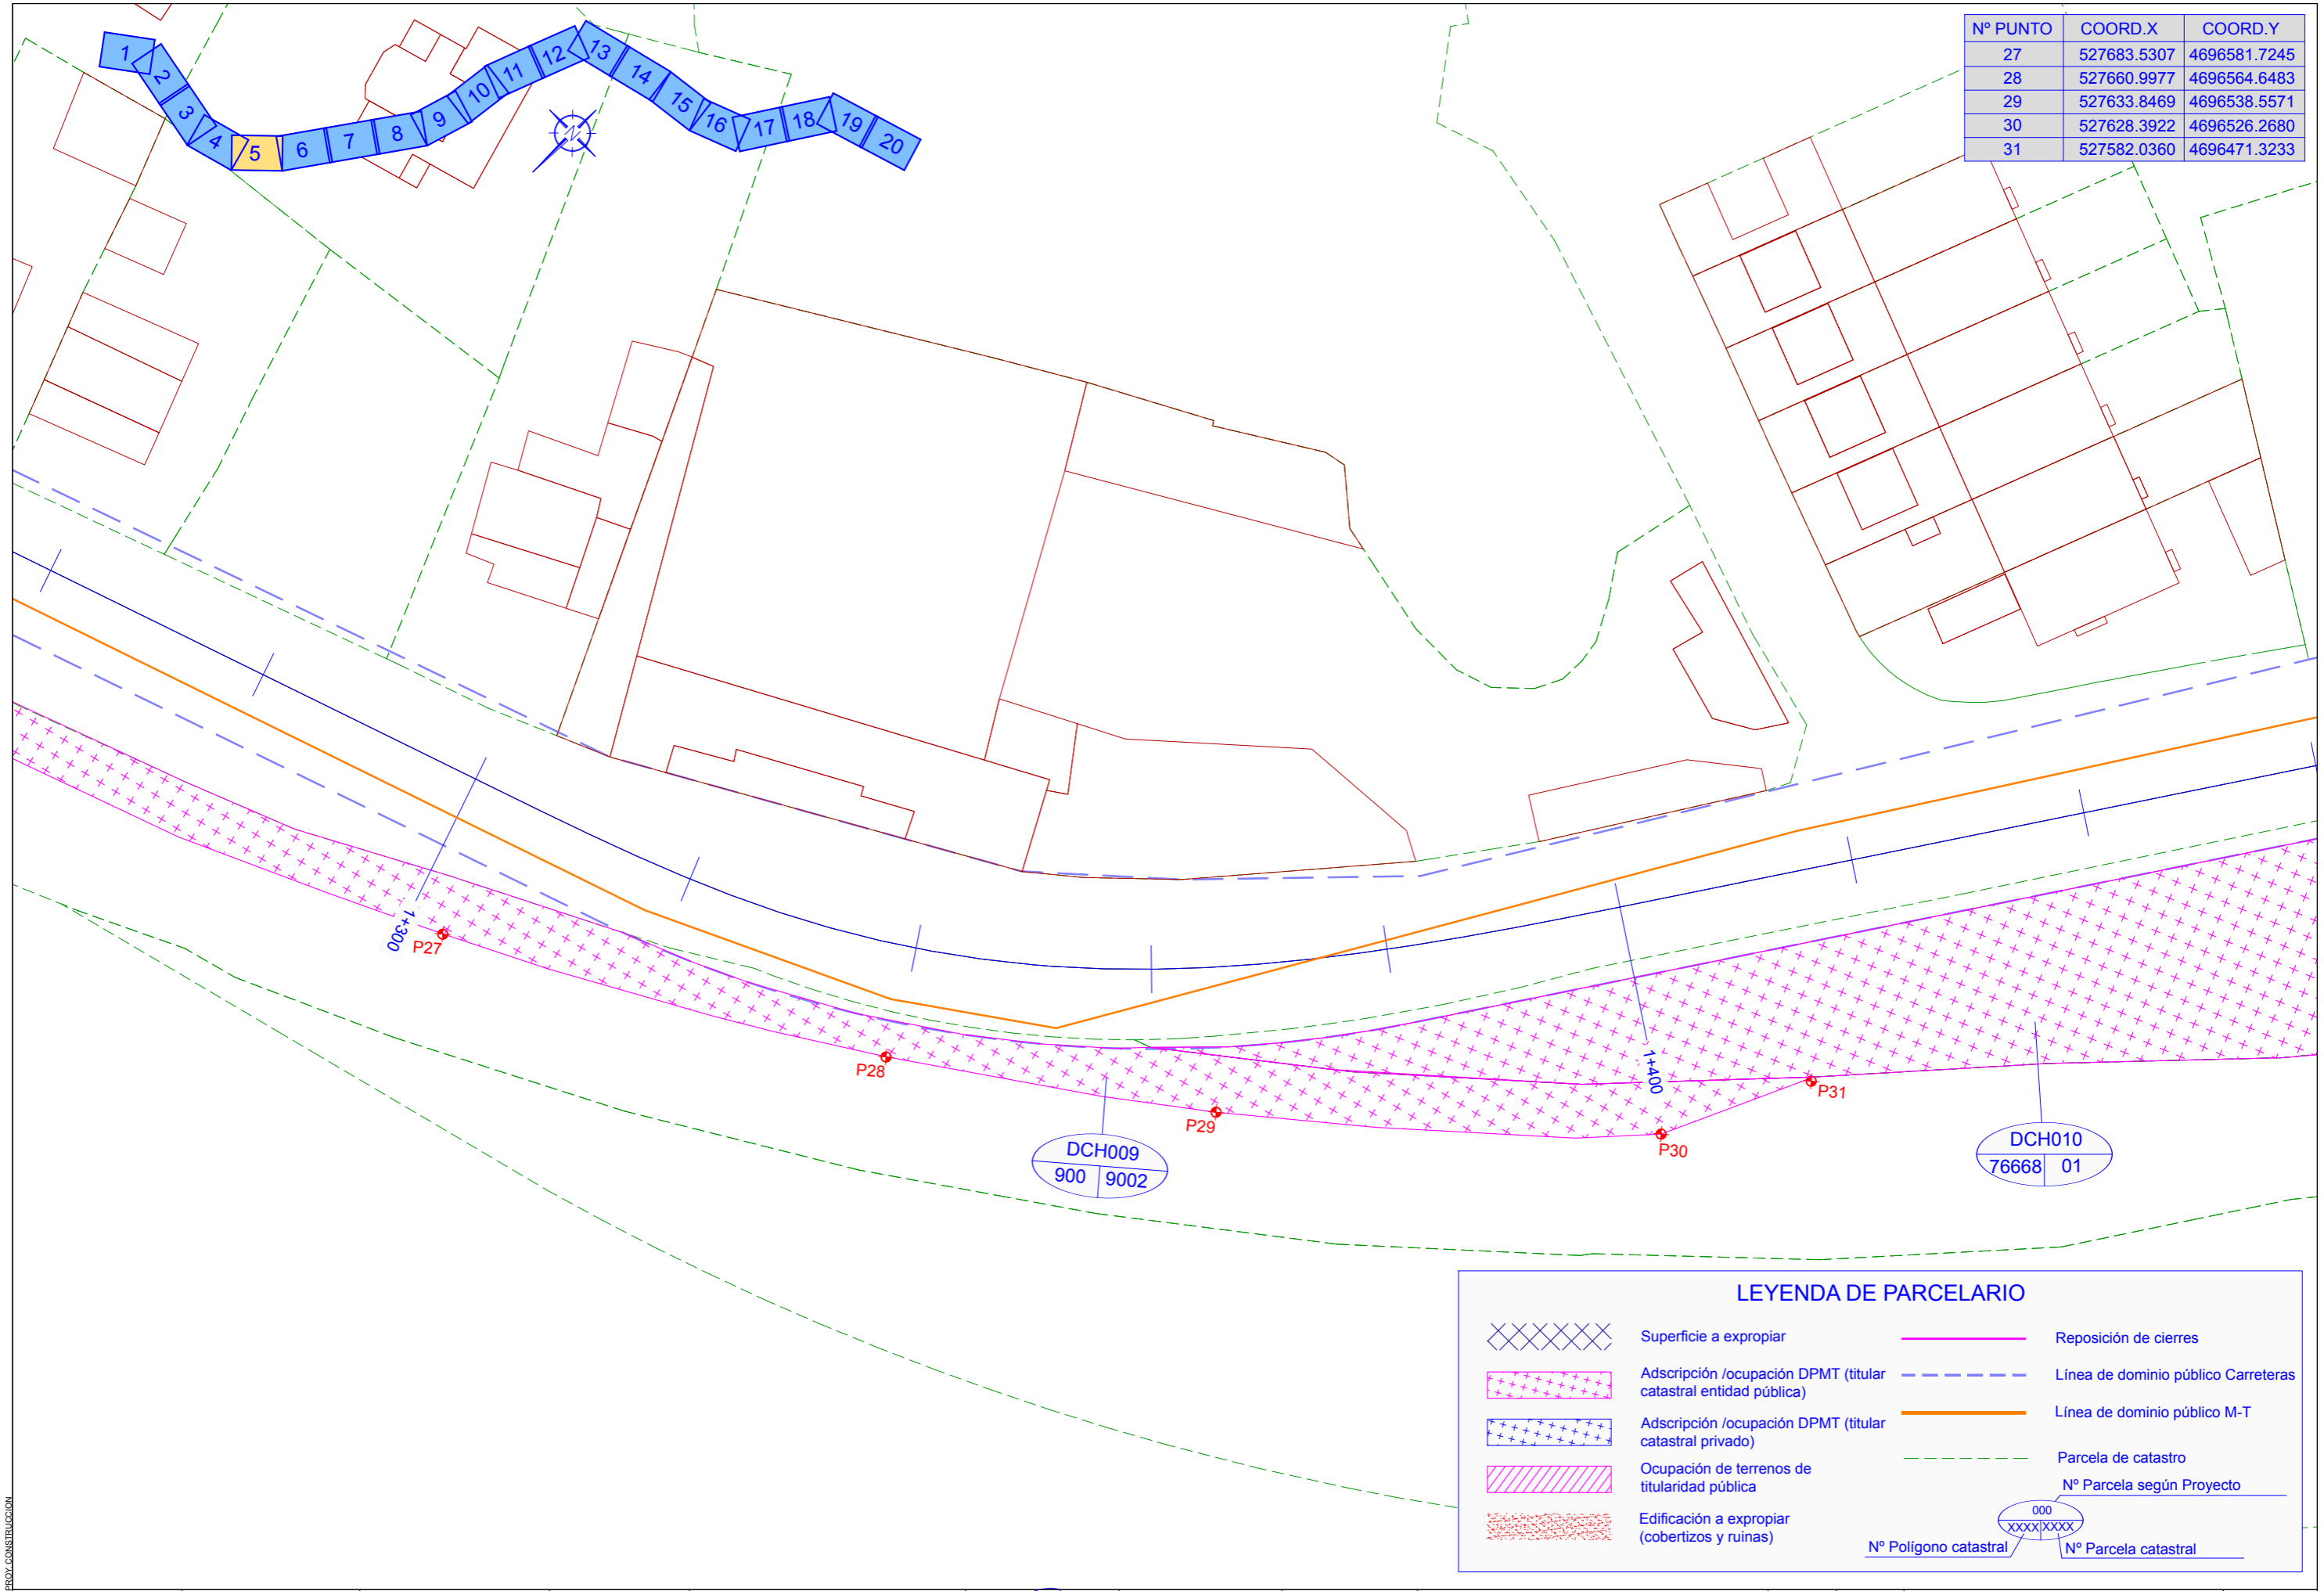 1 2 3 4 5 6 7 8 9 10 11 12 13 14 15 16 17 18 19 20
N
Nº PUNTO COORD.X COORD.Y
27 527683.5307 4696581.7245
28 527660.9977 4696564.6483
29 527633.8469 4696538.5571
30 527628.3922 4696526.2680
31 527582.0360 4696471.3233
1+300
P27
P28
P29
1+400
P30
P31
DCH009
900 9002
DCH010
76668 01
LEYENDA DE PARCELARIO
Superficie a expropiar
Adscripción /ocupación DPMT (titular
catastral entidad pública)
Adscripción /ocupación DPMT (titular
catastral privado)
Ocupación de terrenos de
titularidad pública
Edificación a expropiar
(cobertizos y ruinas)
Reposición de cierres
Línea de dominio público Carreteras
Línea de dominio público M-T
Parcela de catastro
Nº Parcela según Proyecto
000
XXXX XXXX
Nº Polígono catastral
Nº Parcela catastral
PROY. CONSTRUCCION